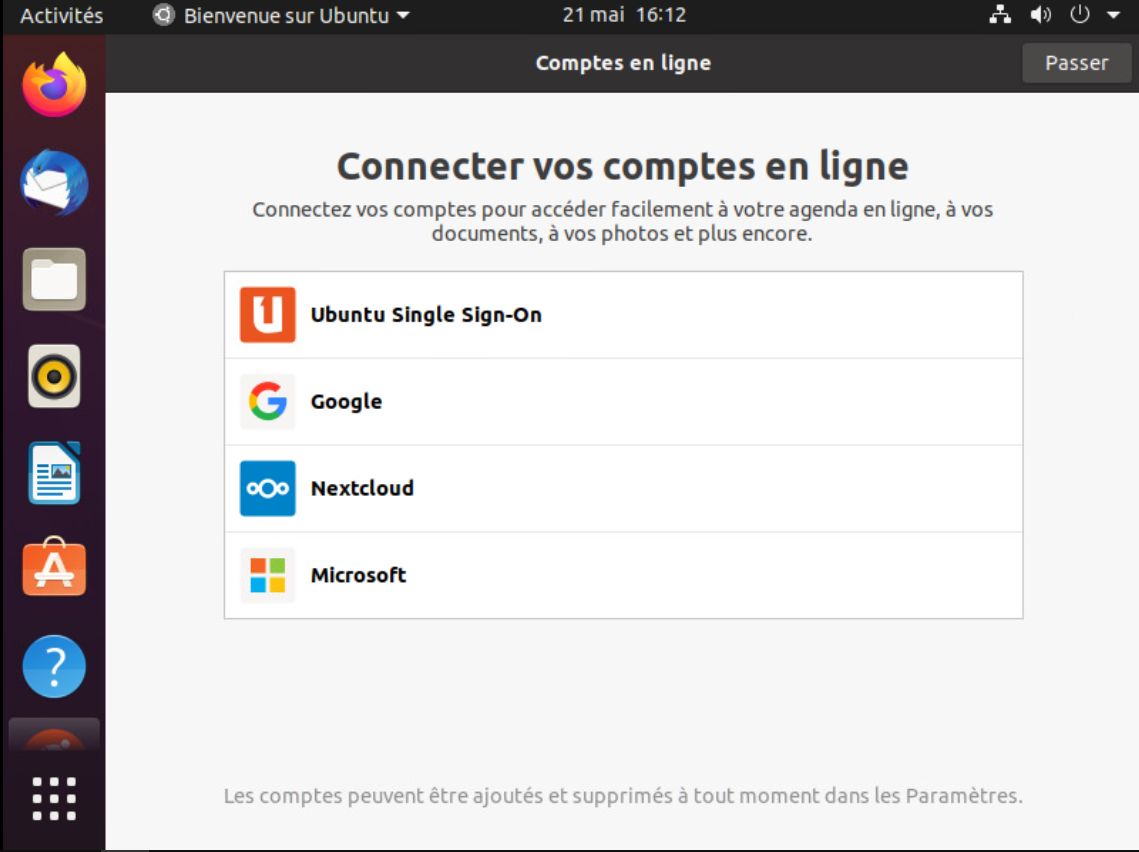 Activités Bienvenue sur Ubuntu 21 mai 16:12
Comptes en ligne Passer
Connecter vos comptes en ligne
Connectez vos comptes pour accéder facilement à votre agenda en ligne, à vos
documents, à vos photos et plus encore.
Ubuntu Single Sign-On
Google
Nextcloud
Microsoft
Les comptes peuvent être ajoutés et supprimés à tout moment dans les Paramètres.